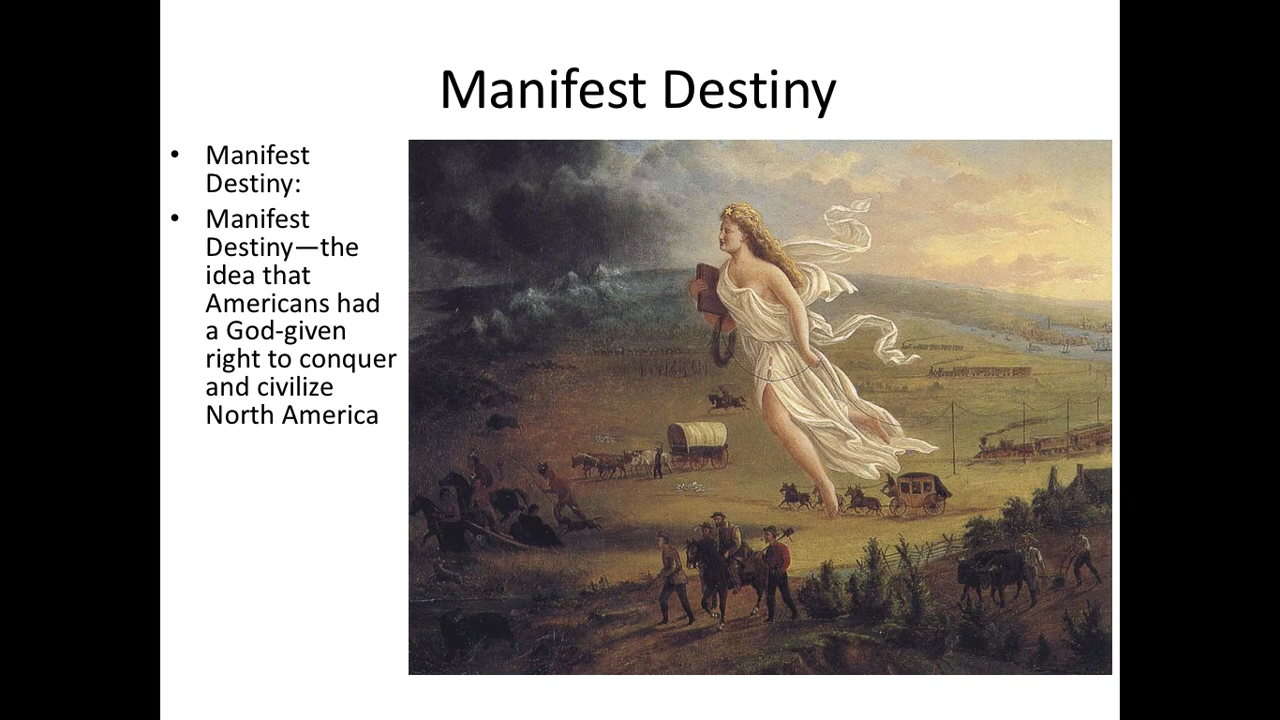 Manifest Destiny
• Manifest
Destiny:
• Manifest
Destiny—the
idea that
Americans had
a God-given
right to conquer
and civilize
North America